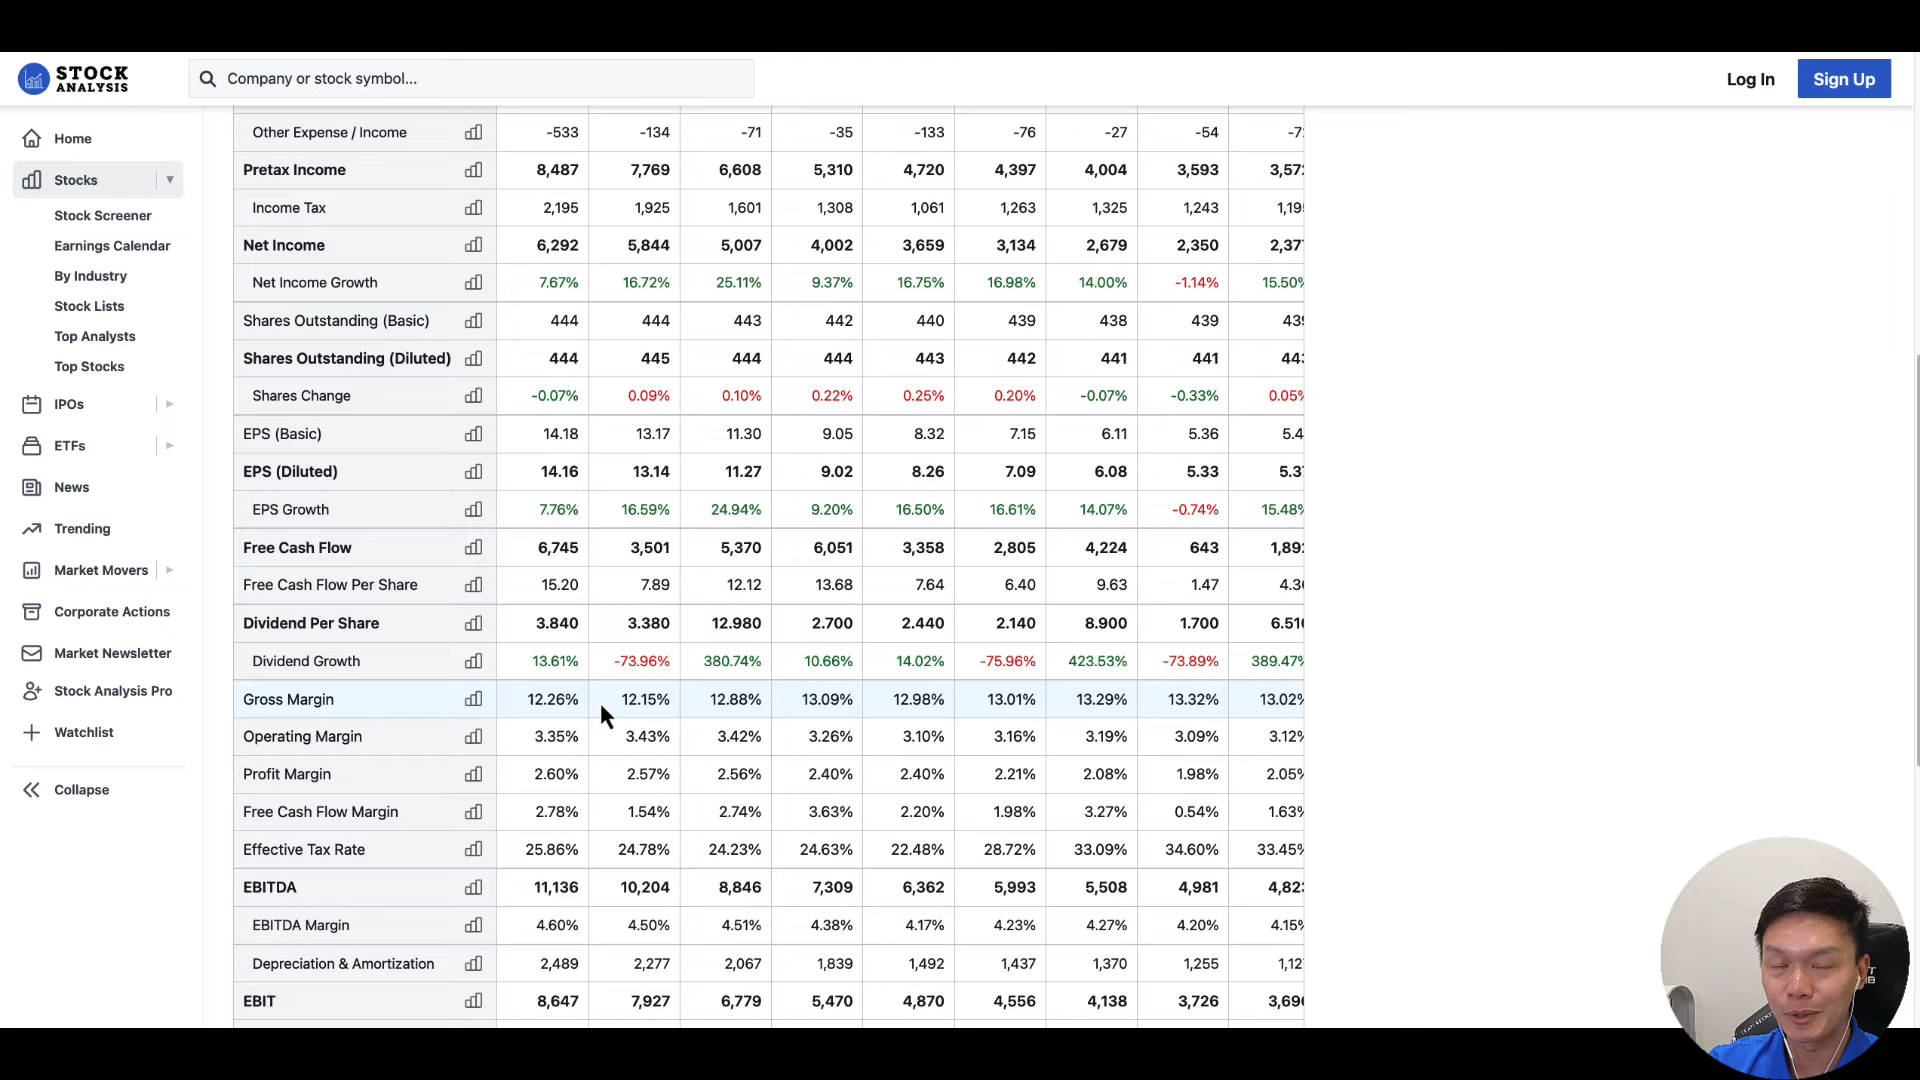 STOCK
ANALYSIS
Company or stock symbol...
Log In
Sign Up
Home
Stocks
Stock Screener
Earnings Calendar
By Industry
Stock Lists
Top Analysts
Top Stocks
IPOs
ETFs
News
Trending
Market Movers
Corporate Actions
Market Newsletter
Stock Analysis Pro
Watchlist
Collapse
Other Expense / Income -533 -134 -71 -35 -133 -76 -27 -54
Pretax Income 8,487 7,769 6,608 5,310 4,720 4,397 4,004 3,593 3,572
Income Tax 2,195 1,925 1,601 1,308 1,061 1,263 1,325 1,243 1,195
Net Income 6,292 5,844 5,007 4,002 3,659 3,134 2,679 2,350 2,377
Net Income Growth 7.67% 16.72% 25.11% 9.37% 16.75% 16.98% 14.00% -1.14% 15.50%
Shares Outstanding (Basic) 444 444 443 442 440 439 438 439 439
Shares Outstanding (Diluted) 444 445 444 444 443 442 441 441 443
Shares Change -0.07% 0.09% 0.10% 0.22% 0.25% 0.20% -0.07% -0.33% 0.05%
EPS (Basic) 14.18 13.17 11.30 9.05 8.32 7.15 6.11 5.36 5.4
EPS (Diluted) 14.16 13.14 11.27 9.02 8.26 7.09 6.08 5.33 5.37
EPS Growth 7.76% 16.59% 24.94% 9.20% 16.50% 16.61% 14.07% -0.74% 15.48%
Free Cash Flow 6,745 3,501 5,370 6,051 3,358 2,805 4,224 643 1,892
Free Cash Flow Per Share 15.20 7.89 12.12 13.68 7.64 6.40 9.63 1.47
Dividend Per Share 3.840 3.380 12.980 2.700 2.440 2.140 8.900 1.700 6.510
Dividend Growth 13.61% -73.96% 380.74% 10.66% 14.02% -75.96% 423.53% -73.89% 389.47%
Gross Margin 12.26% 12.15% 12.88% 13.09% 12.98% 13.01% 13.29% 13.32% 13.02%
Operating Margin 3.35% 3.43% 3.42% 3.26% 3.10% 3.16% 3.19% 3.09% 3.12%
Profit Margin 2.60% 2.57% 2.56% 2.40% 2.40% 2.21% 2.08% 1.98% 2.05%
Free Cash Flow Margin 2.78% 1.54% 2.74% 3.63% 2.20% 1.98% 3.27% 0.54% 1.63%
Effective Tax Rate 25.86% 24.78% 24.23% 24.63% 22.48% 28.72% 33.09% 34.60% 33.45%
EBITDA 11,136 10,204 8,846 7,309 6,362 5,993 5,508 4,981 4,823
EBITDA Margin 4.60% 4.50% 4.51% 4.38% 4.17% 4.23% 4.27% 4.20% 4.15%
Depreciation & Amortization 2,489 2,277 2,067 1,839 1,492 1,437 1,370 1,255 1,127
EBIT 8,647 7,927 6,779 5,470 4,870 4,556 4,138 3,726